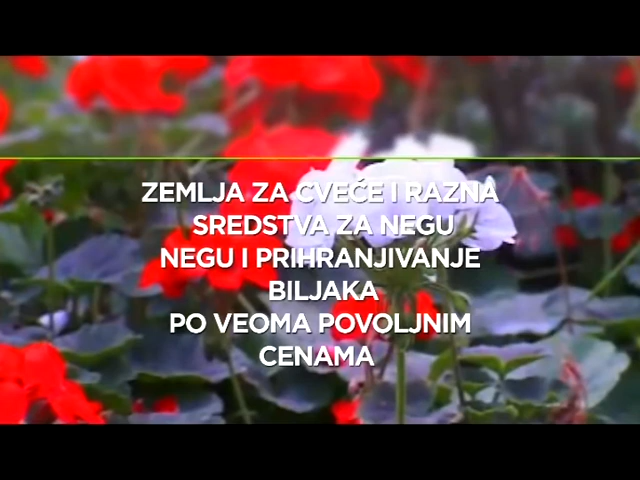 ZEMLJA ZA CVEĆE I RAZNA
SREDSTVA ZA NEGU
NEGU I PRIHRANJIVANJE
BILJAKA
PO VEOMA POVOLJNIM
CENAMA